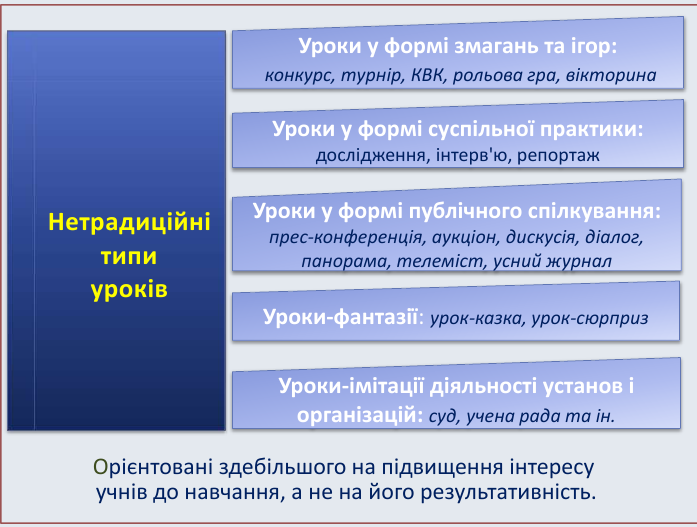 Нетрадиційні
типи
уроків
Уроки у формі змагань та ігор:
конкурс, турнір, КВК, рольова гра, вікторина
Уроки у формі суспільної практики:
дослідження, інтерв'ю, репортаж
Уроки у формі публічного спілкування:
прес-конференція, аукціон, дискусія, діалог,
панорама, телеміст, усний журнал
Уроки-фантазії: урок-казка, урок-сюрприз
Уроки-імітації діяльності установ і
організацій: суд, учена рада та ін.
Орієнтовані здебільшого на підвищення інтересу
учнів до навчання, а не на його результативність.